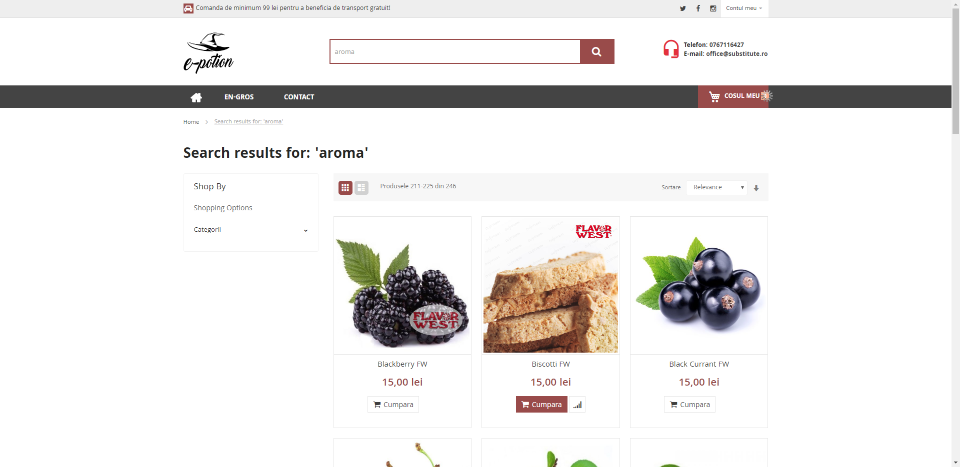 Comanda de minimum 99 lei pentru a beneficia de transport gratuit!
Contul meu
e-potion
aroma
Telefon: 0767116427
E-mail: office@substitute.ro
EN-GROS
CONTACT
COSUL MEU
Home
Search results for: 'aroma'
Search results for: 'aroma'
Shop By
Shopping Options
Categorii
Produsele 211-225 din 246
Sortare
Relevance
FLAVOR WEST
FLAVOR
WEST
Blackberry FW
Biscotti FW
Black Currant FW
15,00 lei
15,00 lei
15,00 lei
Cumpara
Cumpara
Cumpara